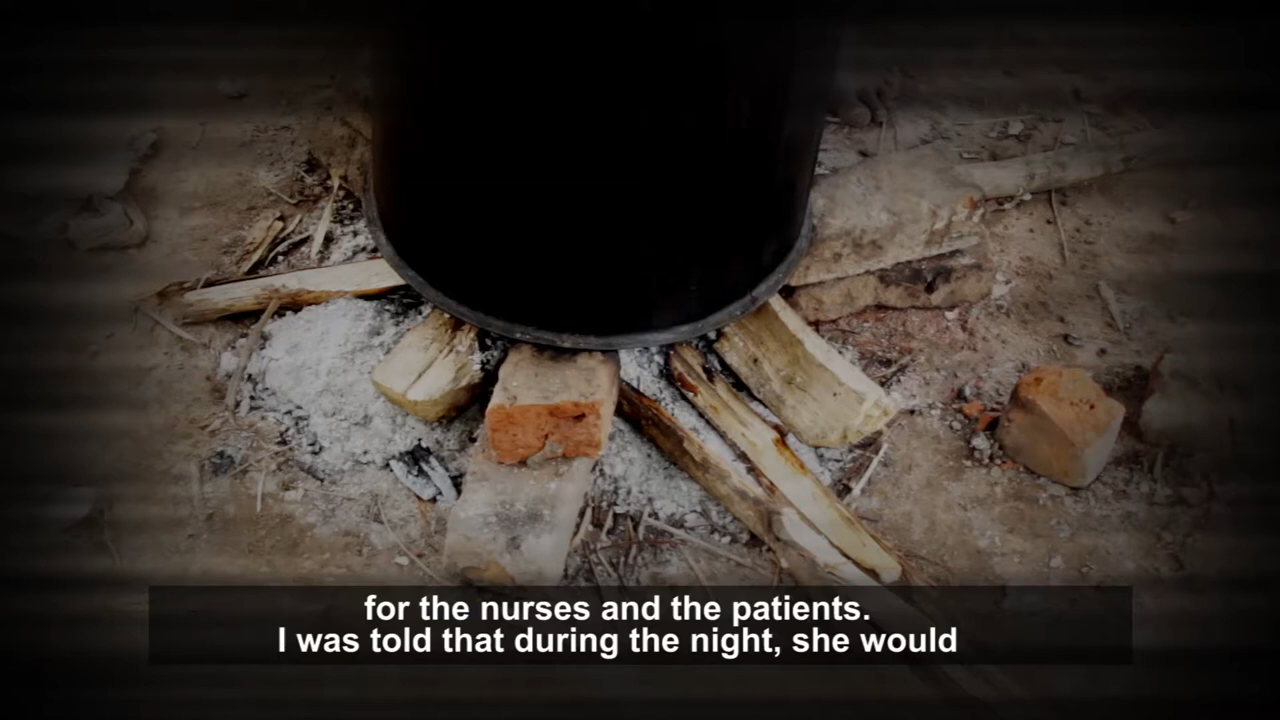 for the nurses and the patients.
I was told that during the night, she would